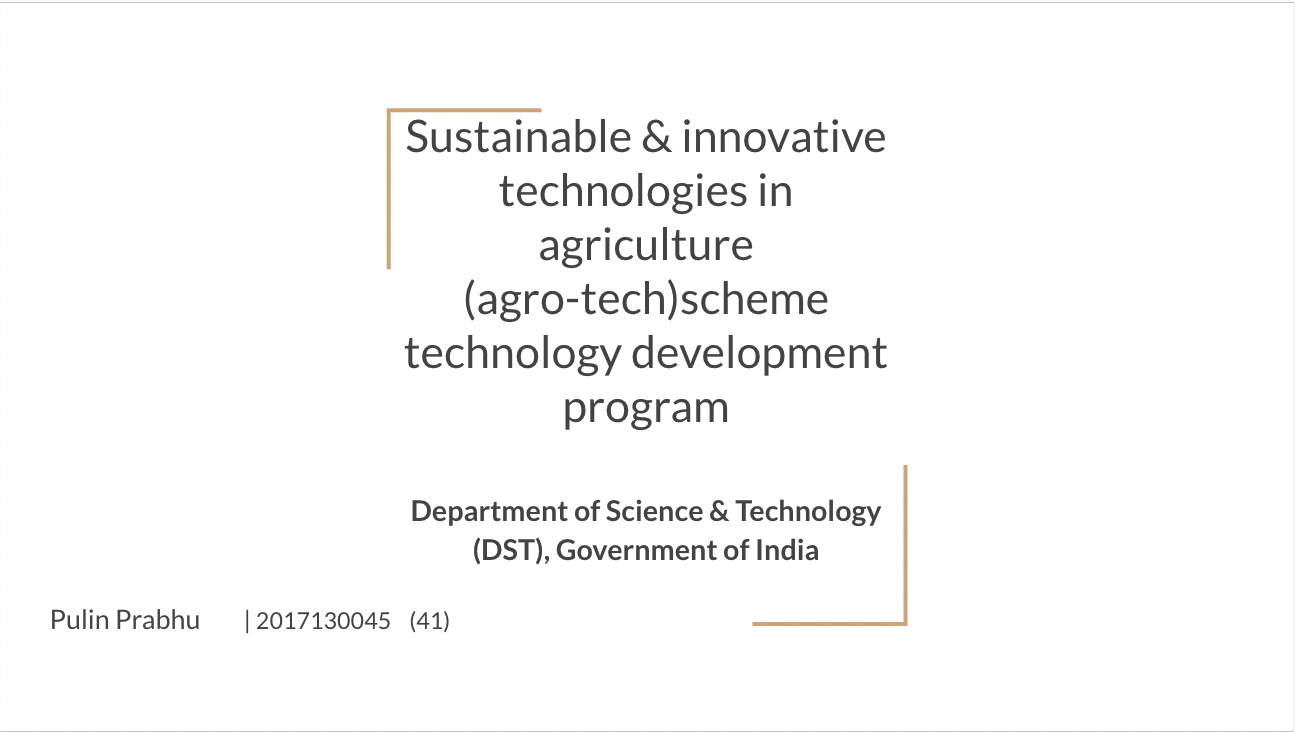 Sustainable & innovative
technologies in
agriculture
(agro-tech)scheme
technology development
program
Department of Science & Technology
(DST), Government of India
Pulin Prabhu | 2017130045 (41)